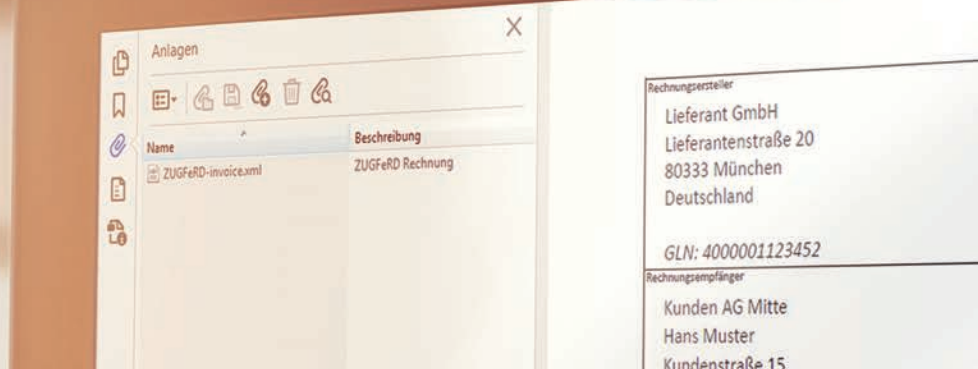 Anlagen
Name
Beschreibung
ZUGFeRD-invoice.xml
ZUGFeRD Rechnung
Rechnungsersteller
Lieferant GmbH
Lieferantenstraße 20
80333 München
Deutschland
GLN: 4000001123452
Rechnungsempfänger
Kunden AG Mitte
Hans Muster
Kundenstraße 15